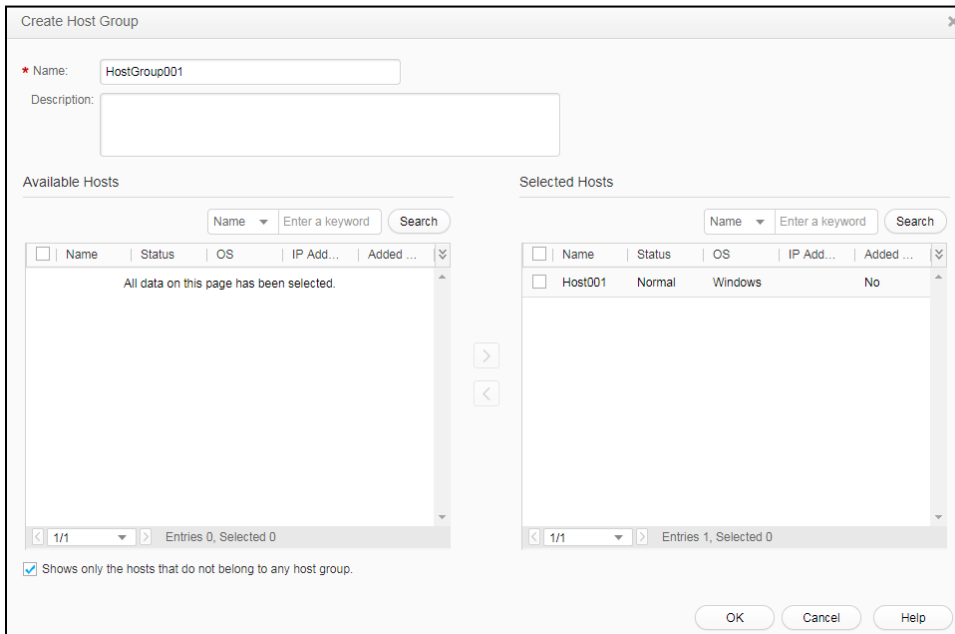 Create Host Group
* Name: HostGroup001
Description:
Available Hosts
Name Enter a keyword Search
Name Status OS IP Add... Added ...
All data on this page has been selected.
1/1 Entries 0, Selected 0
Selected Hosts
Name Enter a keyword Search
Name Status OS IP Add... Added ...
Host001 Normal Windows No
1/1 Entries 1, Selected 0
Shows only the hosts that do not belong to any host group.
OK Cancel Help